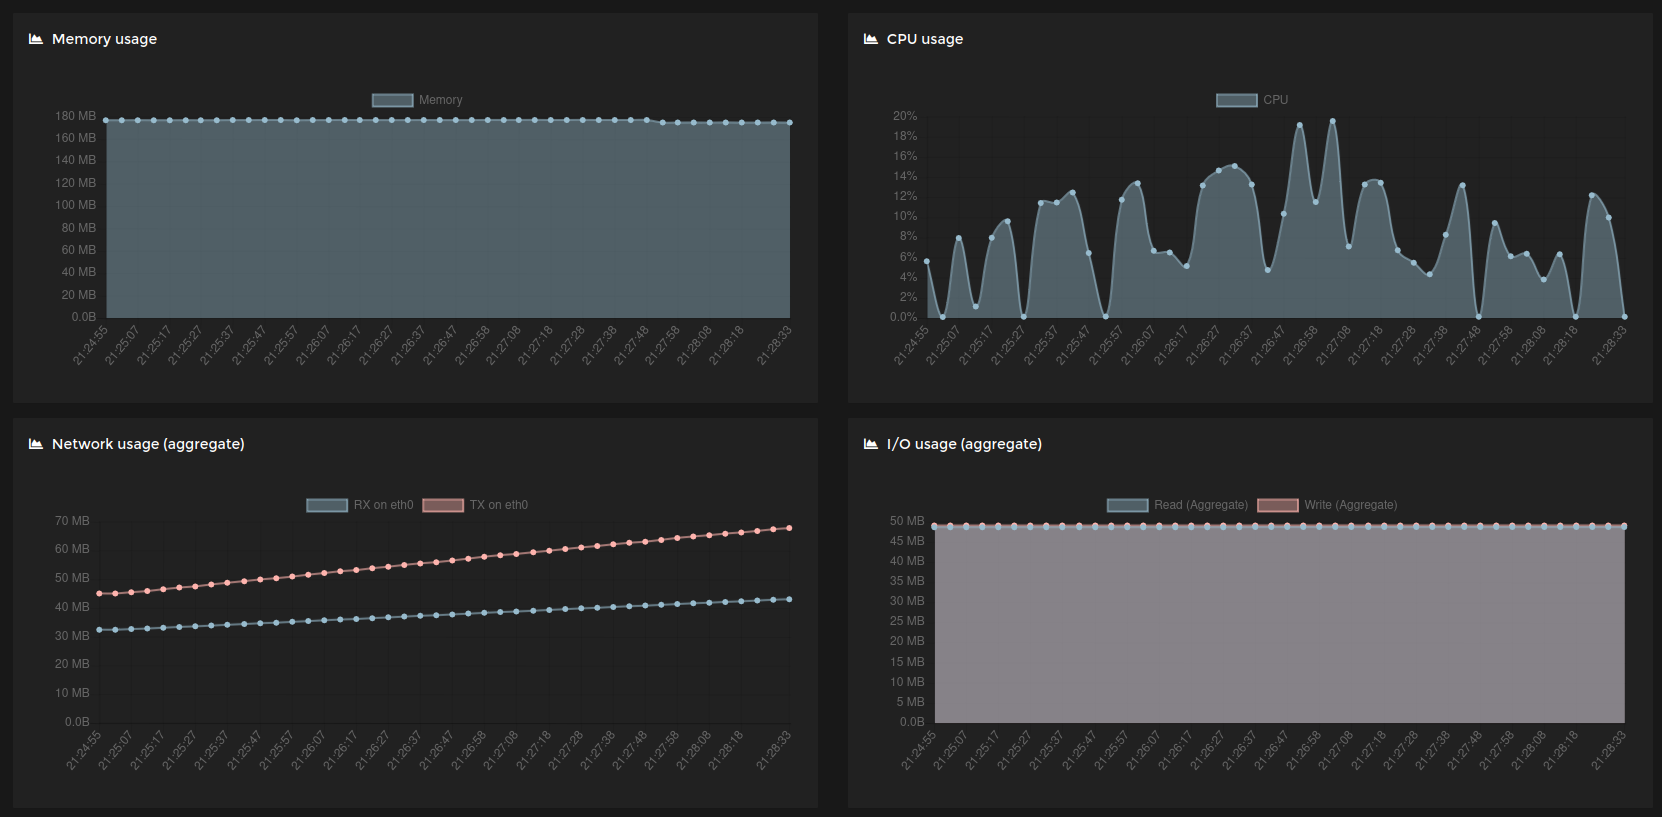 Memory usage
Memory
180 MB
160 MB
140 MB
120 MB
100 MB
80 MB
60 MB
40 MB
20 MB
0.0B
21:24:55
21:25:07
21:25:17
21:25:27
21:25:37
21:25:47
21:25:57
21:26:07
21:26:17
21:26:27
21:26:37
21:26:47
21:26:58
21:27:08
21:27:18
21:27:28
21:27:38
21:27:48
21:27:58
21:28:08
21:28:18
21:28:33
CPU usage
CPU
20%
18%
16%
14%
12%
10%
8%
6%
4%
2%
0.0%
21:24:55
21:25:07
21:25:17
21:25:27
21:25:37
21:25:47
21:25:57
21:26:07
21:26:17
21:26:27
21:26:37
21:26:47
21:26:58
21:27:08
21:27:18
21:27:28
21:27:38
21:27:48
21:27:58
21:28:08
21:28:18
21:28:33
Network usage (aggregate)
RX on eth0 TX on eth0
70 MB
60 MB
50 MB
40 MB
30 MB
20 MB
10 MB
0.0B
21:24:55
21:25:07
21:25:17
21:25:27
21:25:37
21:25:47
21:25:57
21:26:07
21:26:17
21:26:27
21:26:37
21:26:47
21:26:58
21:27:08
21:27:18
21:27:28
21:27:38
21:27:48
21:27:58
21:28:08
21:28:18
21:28:33
I/O usage (aggregate)
Read (Aggregate) Write (Aggregate)
50 MB
45 MB
40 MB
35 MB
30 MB
25 MB
20 MB
15 MB
10 MB
5 MB
0.0B
21:24:55
21:25:07
21:25:17
21:25:27
21:25:37
21:25:47
21:25:57
21:26:07
21:26:17
21:26:27
21:26:37
21:26:47
21:26:58
21:27:08
21:27:18
21:27:28
21:27:38
21:27:48
21:27:58
21:28:08
21:28:18
21:28:33